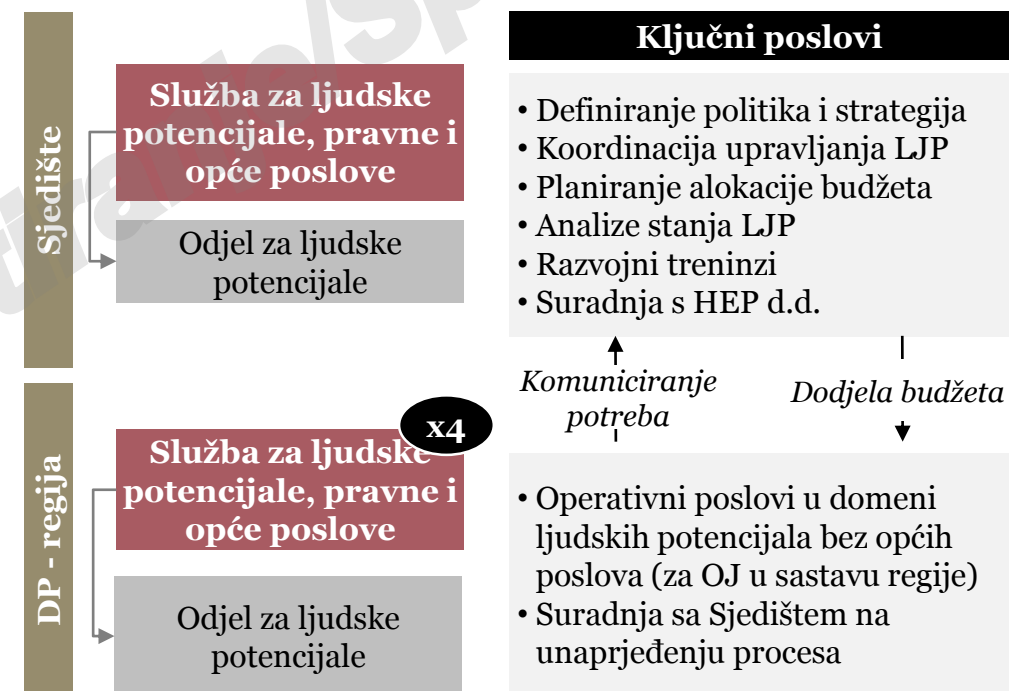 Ključni poslovi
Sjedište
Služba za ljudske
potencijale, pravne i
opće poslove
Odjel za ljudske
potencijale
• Definiranje politika i strategija
• Koordinacija upravljanja LJP
• Planiranje alokacije budžeta
• Analize stanja LJP
• Razvojni treninzi
• Suradnja s HEP d.d.
Komuniciranje
potreba
Dodjela budžeta
DP - regija
x4
Služba za ljudske
potencijale, pravne i
opće poslove
Odjel za ljudske
potencijale
• Operativni poslovi u domeni
ljudskih potencijala bez općih
poslova (za OJ u sastavu regije)
• Suradnja sa Sjedištem na
unaprjeđenju procesa